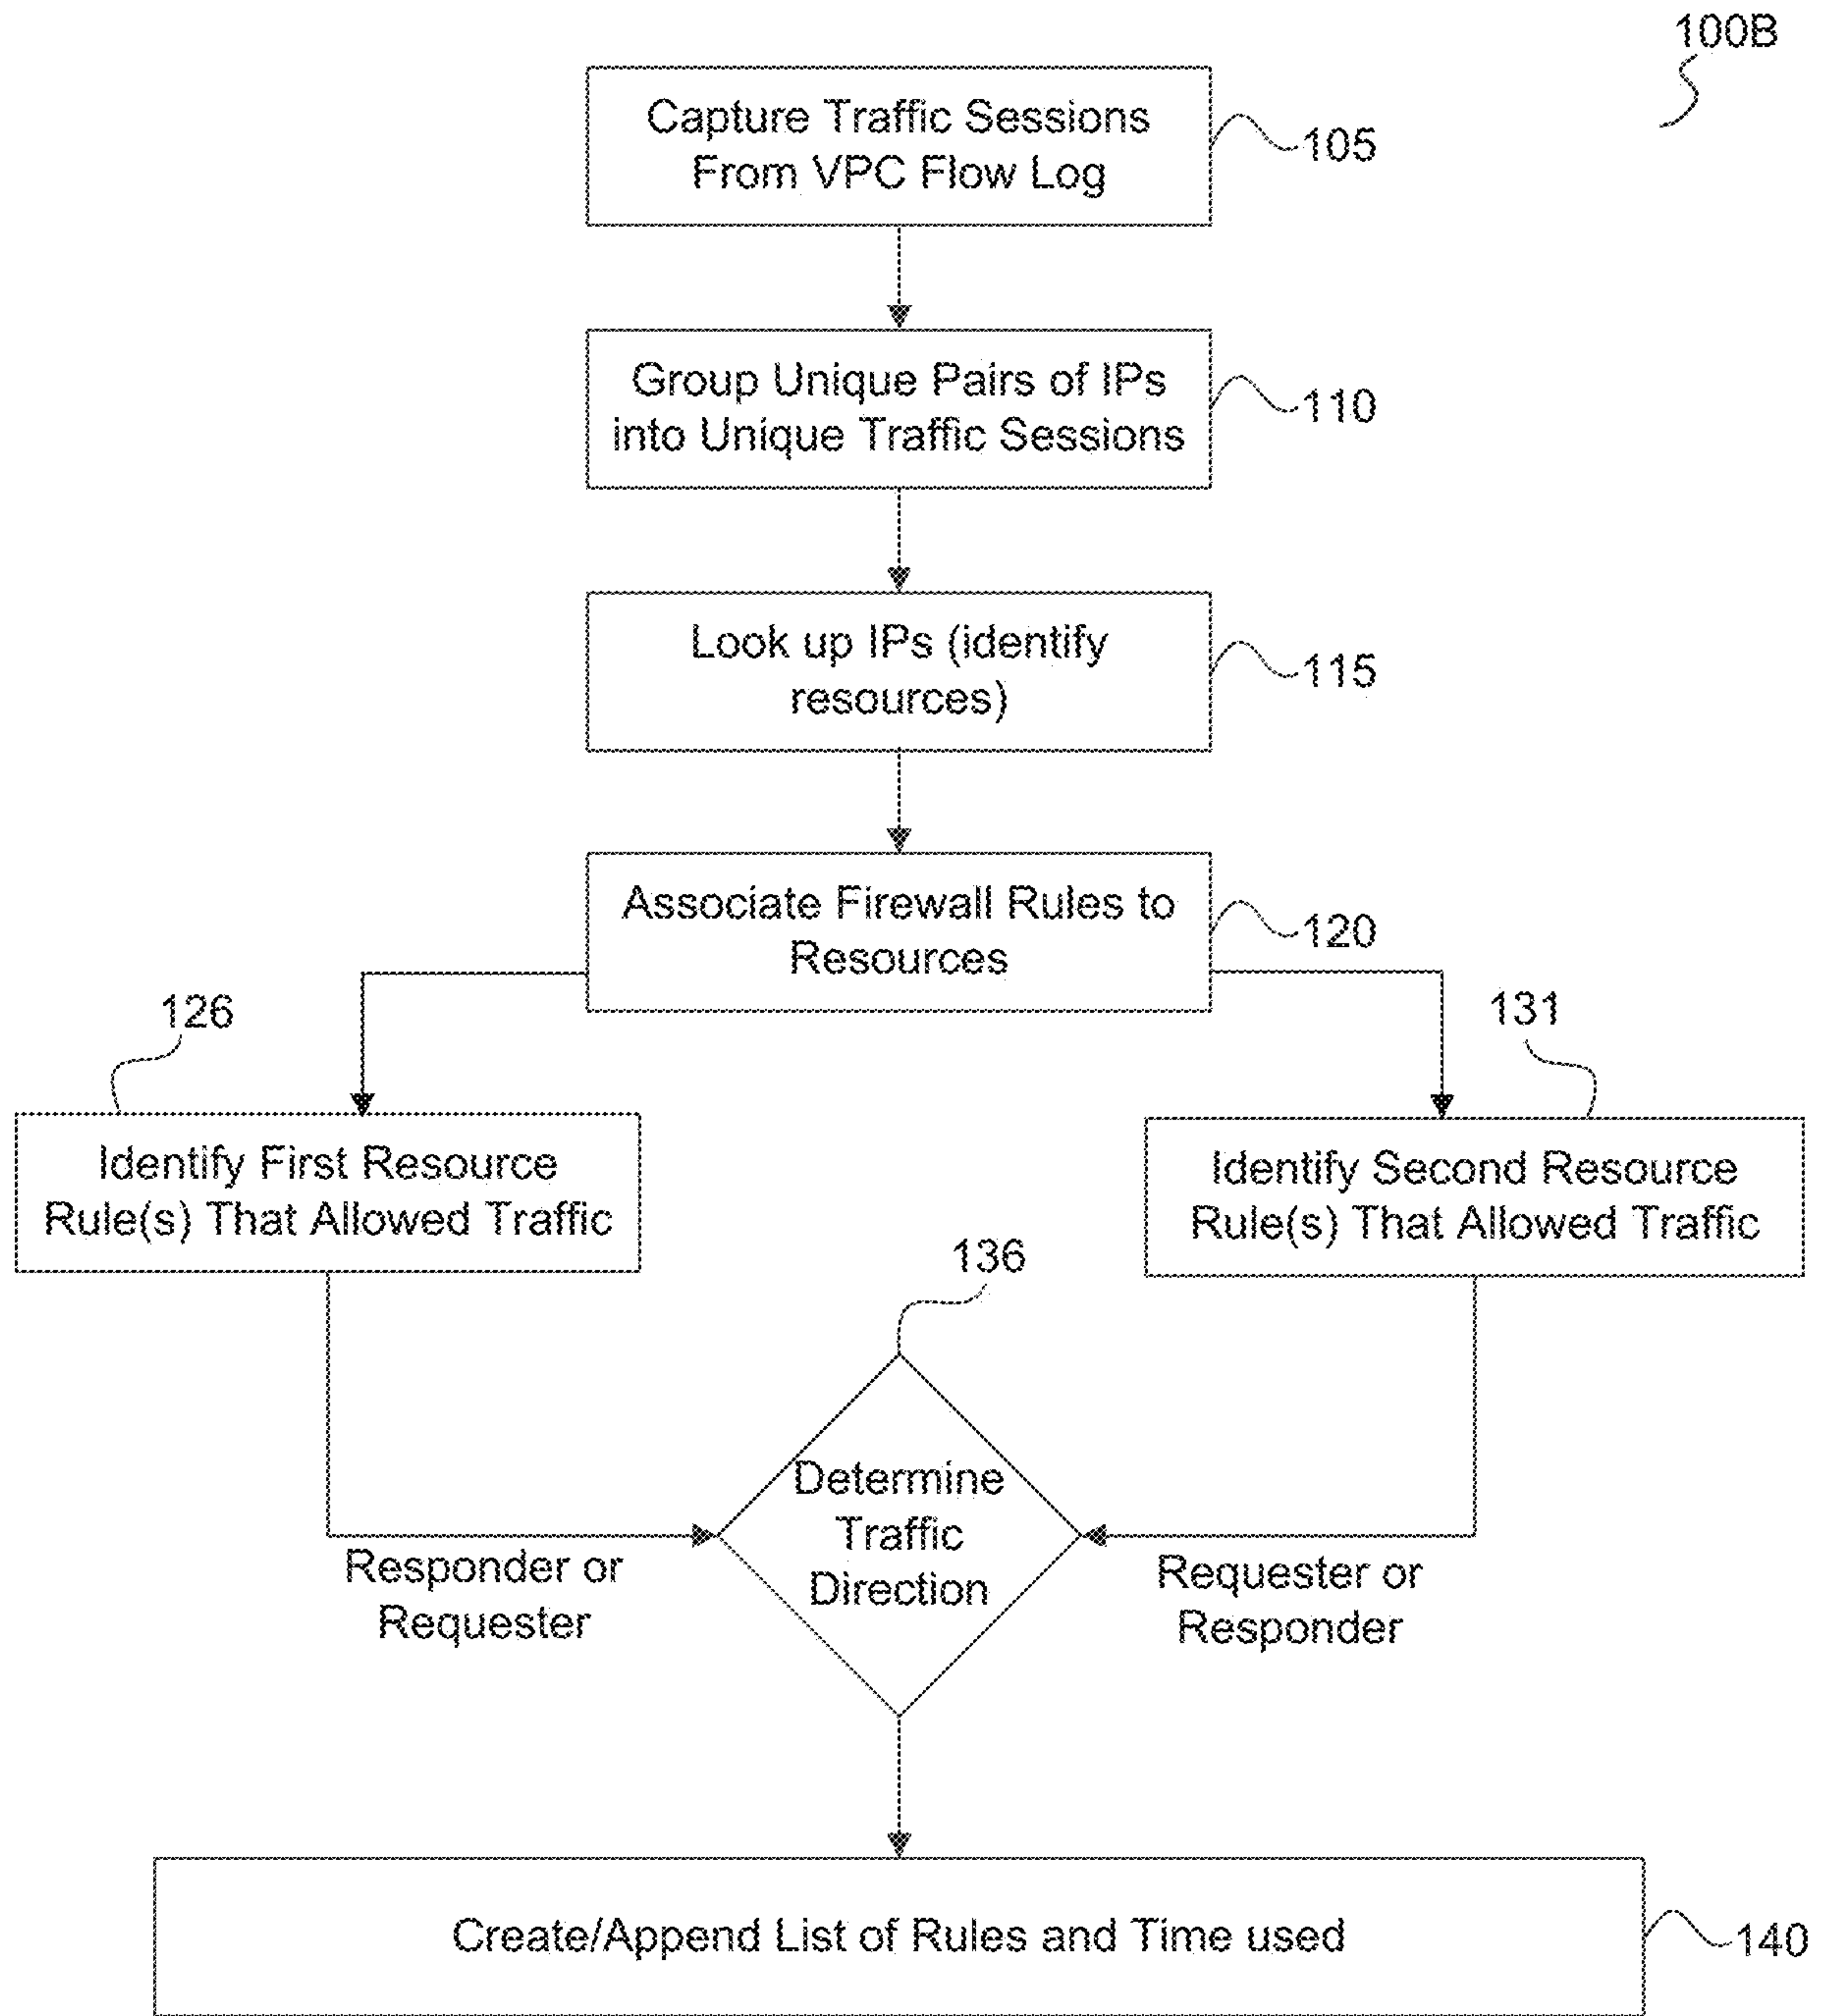 100B
Capture Traffic Sessions
From VPC Flow Log
105
Group Unique Pairs of IPs
into Unique Traffic Sessions
110
Look up IPs (identify
resources)
115
Associate Firewall Rules to
Resources
120
126
131
Identify First Resource
Rule(s) That Allowed Traffic
Identify Second Resource
Rule(s) That Allowed Traffic
136
Determine
Traffic
Direction
Responder or
Requester
Requester or
Responder
Create/Append List of Rules and Time used
140